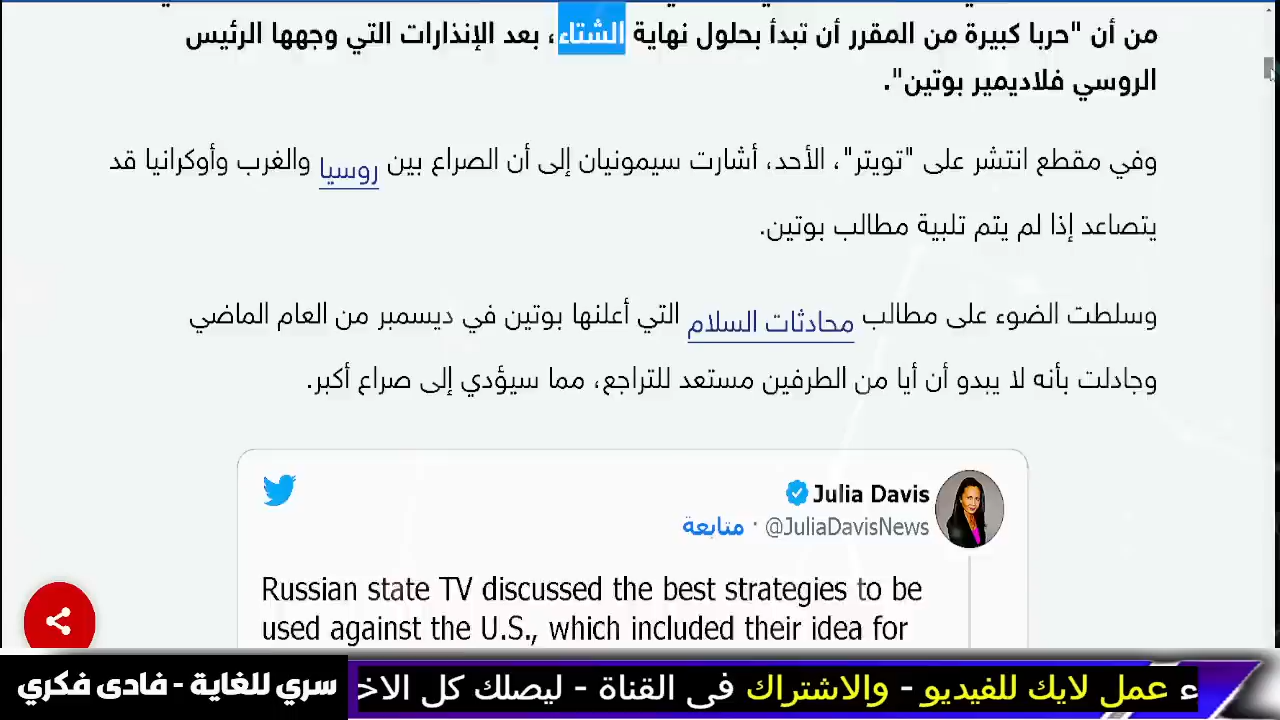 من أن "حربا كبيرة من المقرر أن تبدأ بحلول نهاية الشتاء، بعد الإنذارات التي وجهها الرئيس
الروسي فلاديمير بوتين".
وفي مقطع انتشر على "تويتر"، الأحد، أشارت سيمونيان إلى أن الصراع بين روسيا والغرب وأوكرانيا قد
يتصاعد إذا لم يتم تلبية مطالب بوتين.
وسلطت الضوء على مطالب محادثات السلام التي أعلنها بوتين في ديسمبر من العام الماضي
وجادلت بأنه لا يبدو أن أيا من الطرفين مستعد للتراجع، مما سيؤدي إلى صراع أكبر.
Julia Davis
@JuliaDavisNews · متابعة
Russian state TV discussed the best strategies to be
used against the U.S., which included their idea for
ء عمل لايك للفيديو - والاشتراك فى القناة - ليصلك كل الاخ
سري للغاية - فادى فكري